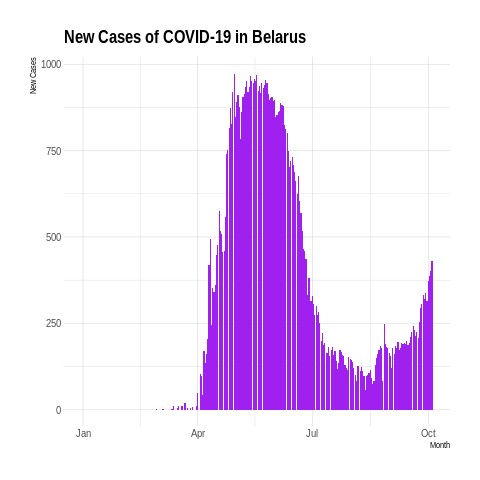 New Cases of COVID-19 in Belarus
New Cases
1000
750
500
250
0
Jan Apr Jul Oct
Month